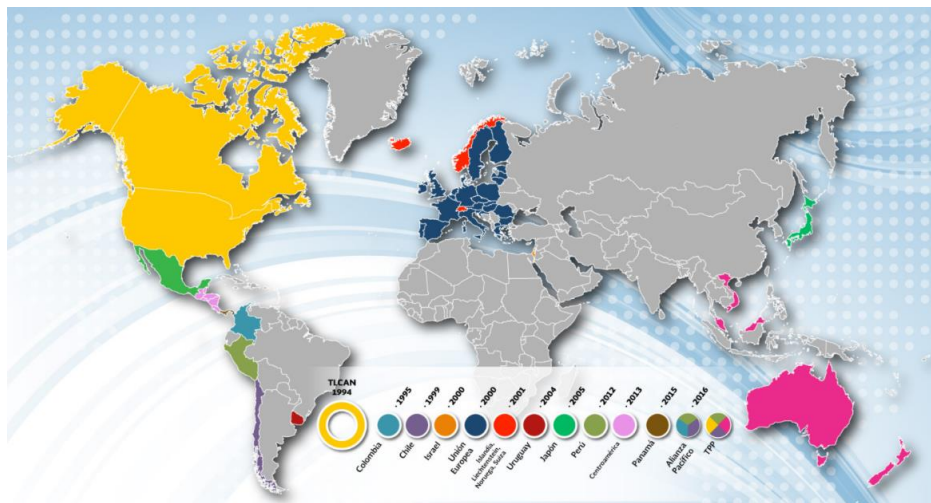 TLCAN
1994
· 1995
Colombia
· 1999
Chile
· 2000
Israel
· 2000
Unión
Europea
· 2001
Islandia,
Liechtenstein,
Noruega, Suiza
· 2004
Uruguay
· 2005
Japón
· 2012
Perú
· 2013
Centroamérica
· 2015
Panamá
· 2016
Alianza
Pacífico
· 2016
TPP